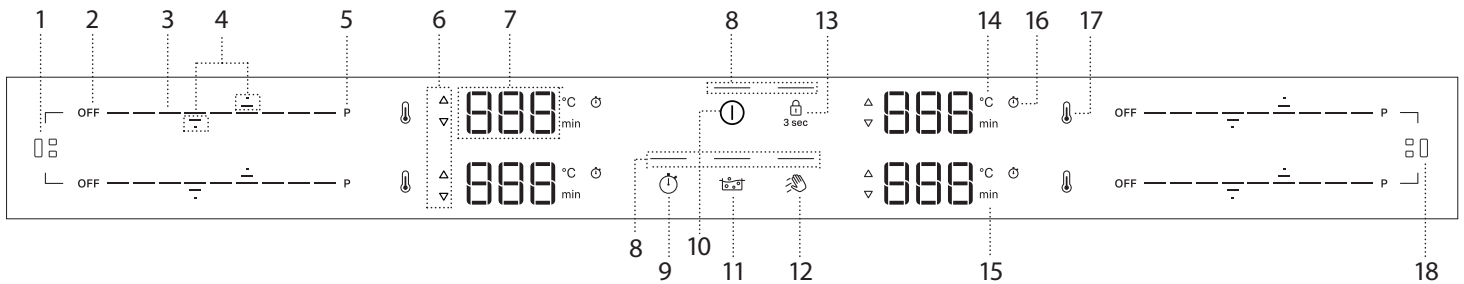 1 2 3 4 5 6 7 8 13 14 16 17
OFF P 888 °C min 3 sec 888 °C min OFF P
OFF P 888 °C min 888 °C min OFF P
8 9 10 11 12 15 18